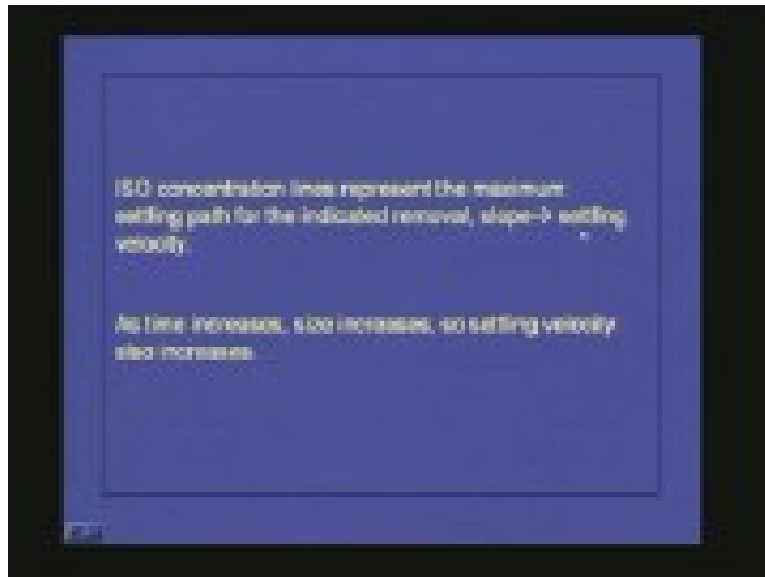 ISO concentration lines represent the maximum
settling path for the indicated removal, slope-> settling
velocity.
As time increases, size increases, so settling velocity
also increases.